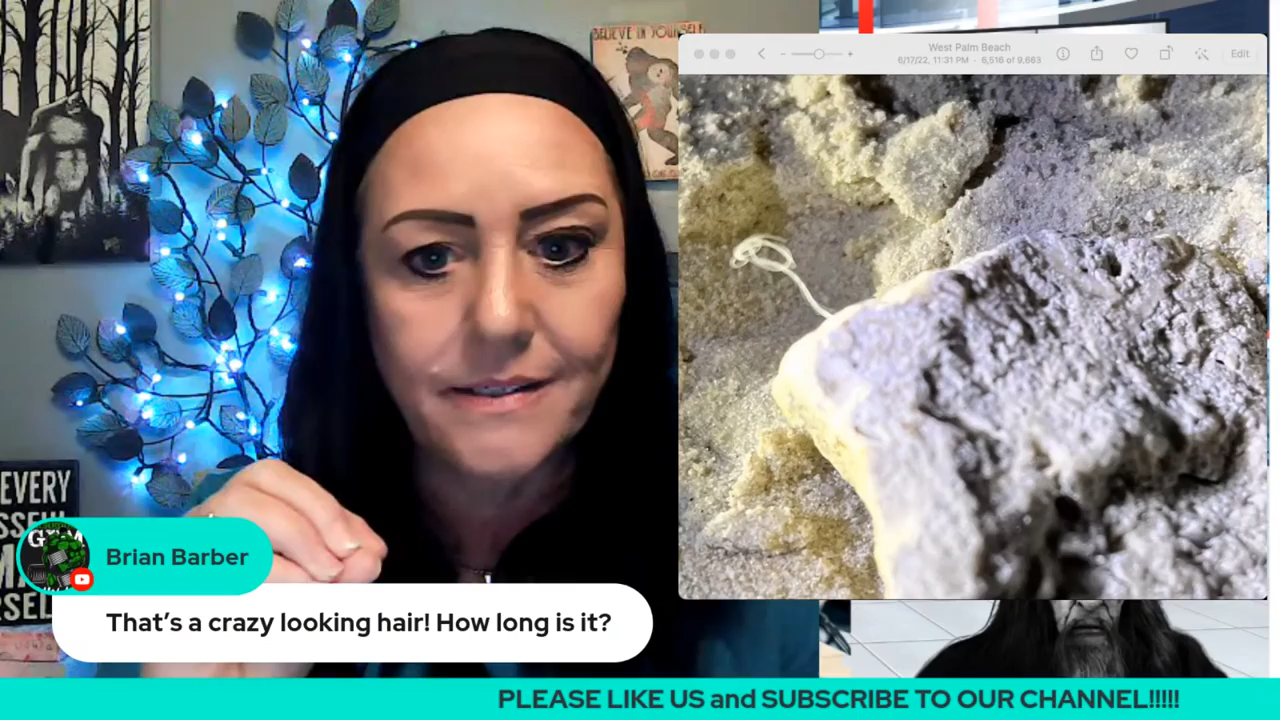 BELIEVE IN YOURSELF
West Palm Beach
6/17/22, 11:31 PM - 6,516 of 9,663
Edit
EVERY
Brian Barber
That's a crazy looking hair! How long is it?
PLEASE LIKE US and SUBSCRIBE TO OUR CHANNEL!!!!!